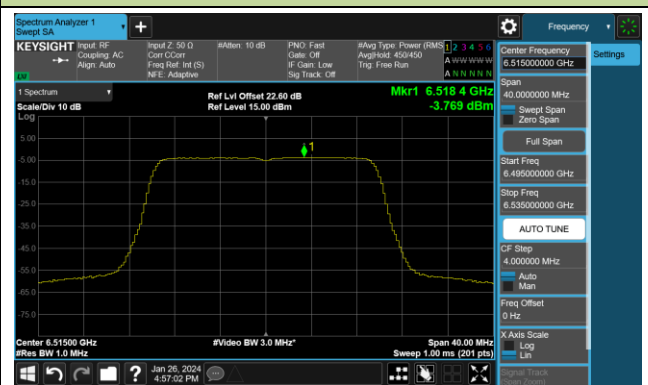 Spectrum Analyzer 1
Swept SA
Frequency
KEYSIGHT
Input: RF
Coupling: AC
Align: Auto
Input Z: 50 Ω
Corr CCorr
Freq Ref: Int (S)
NFE: Adaptive
#Atten: 10 dB
PNO: Fast
Gate: Off
IF Gain: Low
Sig Track: Off
#Avg Type: Power (RMS
Avg|Hold: 450/450
Trig: Free Run
1 2 3 4 5 6
A W W W W W
A N N N N N
1 Spectrum
Scale/Div 10 dB
Log
Ref Lvl Offset 22.60 dB
Ref Level 15.00 dBm
Mkr1 6.518 4 GHz
-3.769 dBm
5.00
-5.00
-15.0
-25.0
-35.0
-45.0
-55.0
-65.0
-75.0
1
Center 6.51500 GHz
#Res BW 1.0 MHz
#Video BW 3.0 MHz*
Span 40.00 MHz
Sweep 1.00 ms (201 pts)
Center Frequency
6.515000000 GHz
Settings
Span
40.0000000 MHz
Swept Span
Zero Span
Full Span
Start Freq
6.495000000 GHz
Stop Freq
6.535000000 GHz
AUTO TUNE
CF Step
4.000000 MHz
Auto
Man
Freq Offset
0 Hz
X Axis Scale
Log
Lin
Signal Track
(Span Zoom)
Jan 26, 2024
4:57:02 PM